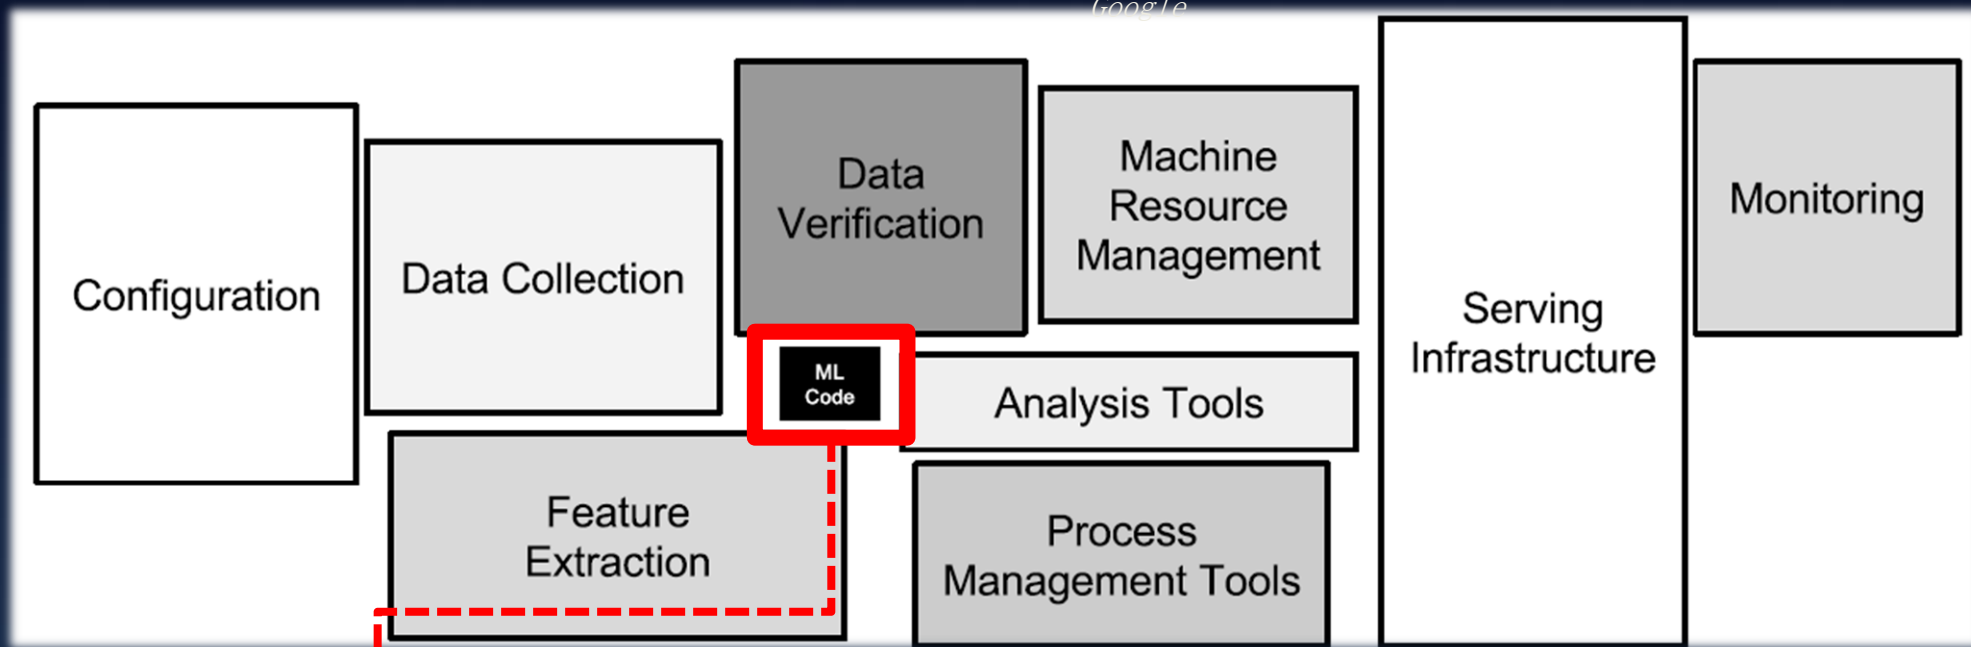 Google
Configuration
Data Collection
Data
Verification
Machine
Resource
Management
Serving
Infrastructure
Monitoring
ML
Code
Analysis Tools
Feature
Extraction
Process
Management Tools